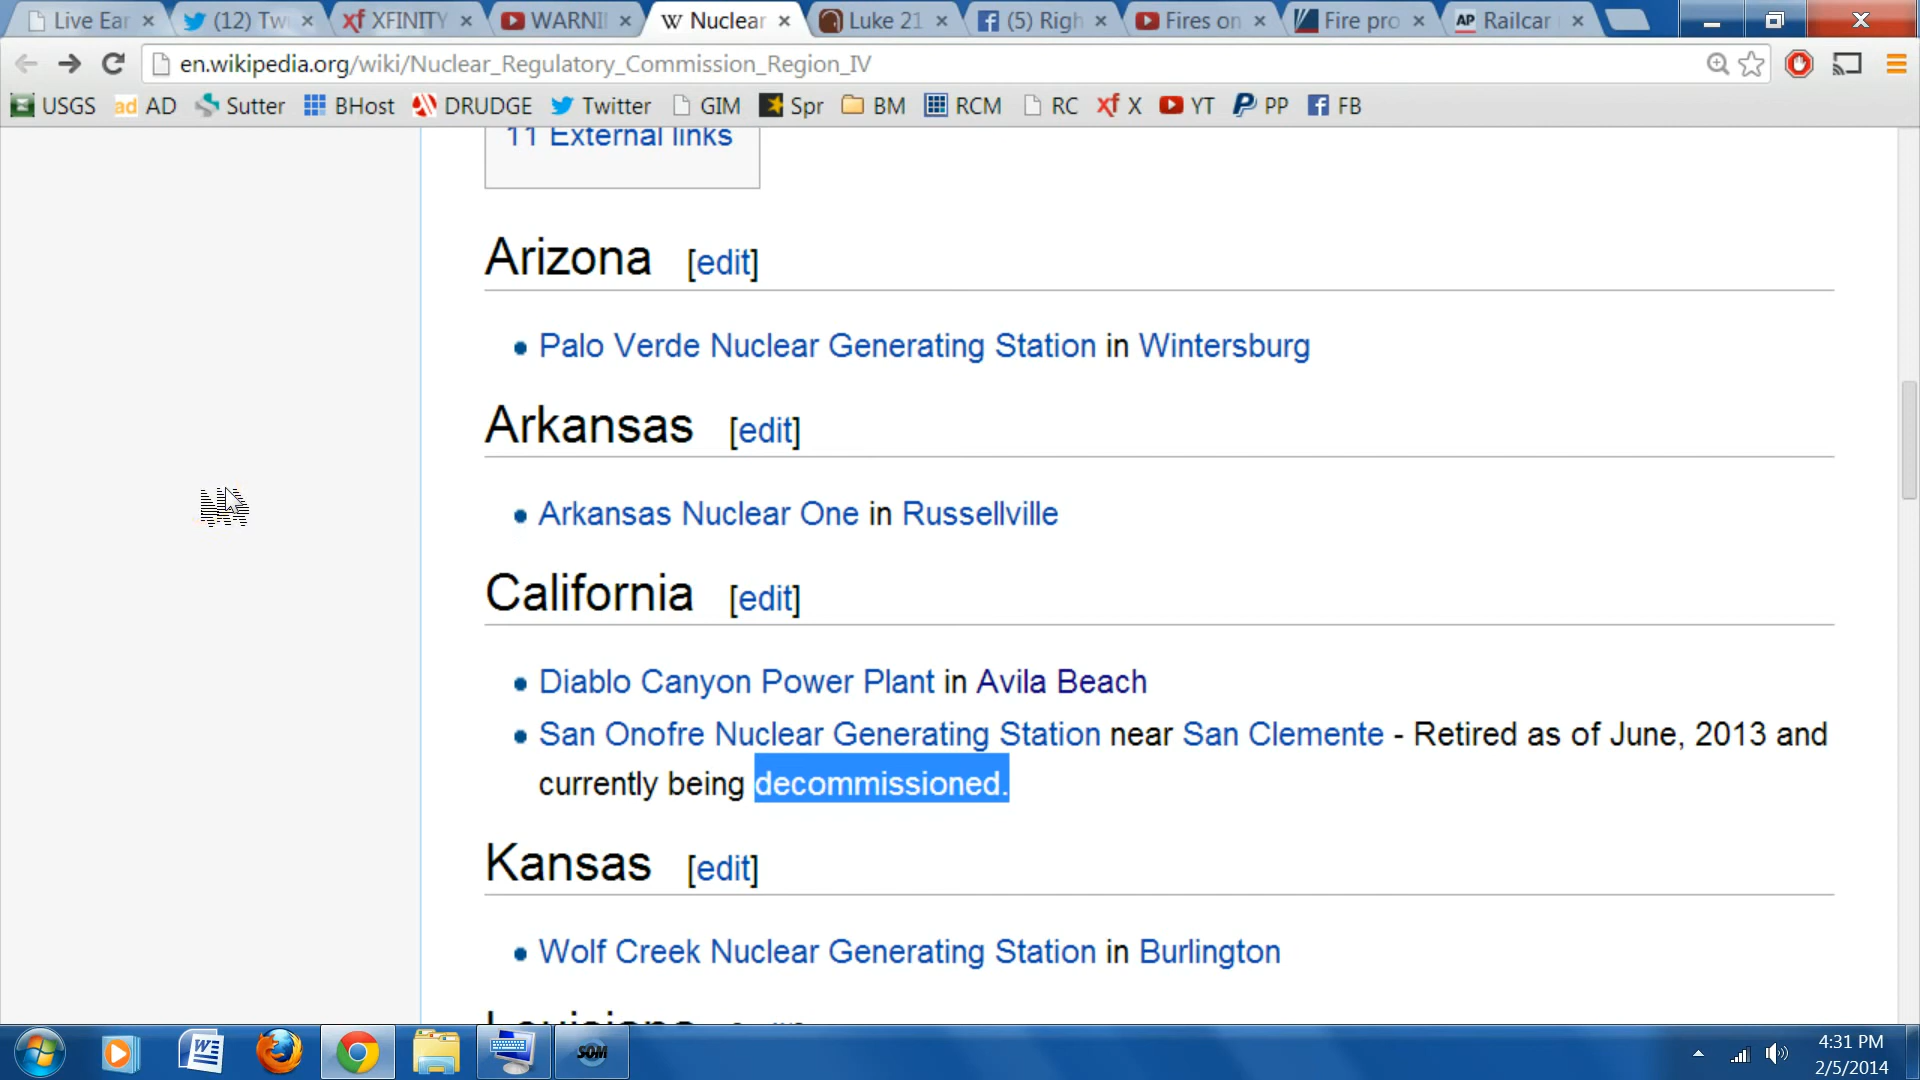 Live Ear
(12) Tw
XFINITY
WARNI
Nuclear
Luke 21
(5) Righ
Fires on
Fire pro
AP Railcar
en.wikipedia.org/wiki/Nuclear_Regulatory_Commission_Region_IV
USGS
ad AD
Sutter
BHost
DRUDGE
Twitter
GIM
Spr
BM
RCM
RC
xf X
YT
PP
FB
11 External links
Arizona [edit]
Palo Verde Nuclear Generating Station in Wintersburg
Arkansas [edit]
Arkansas Nuclear One in Russellville
California [edit]
Diablo Canyon Power Plant in Avila Beach
San Onofre Nuclear Generating Station near San Clemente - Retired as of June, 2013 and
currently being decommissioned.
Kansas [edit]
Wolf Creek Nuclear Generating Station in Burlington
SOM
4:31 PM
2/5/2014